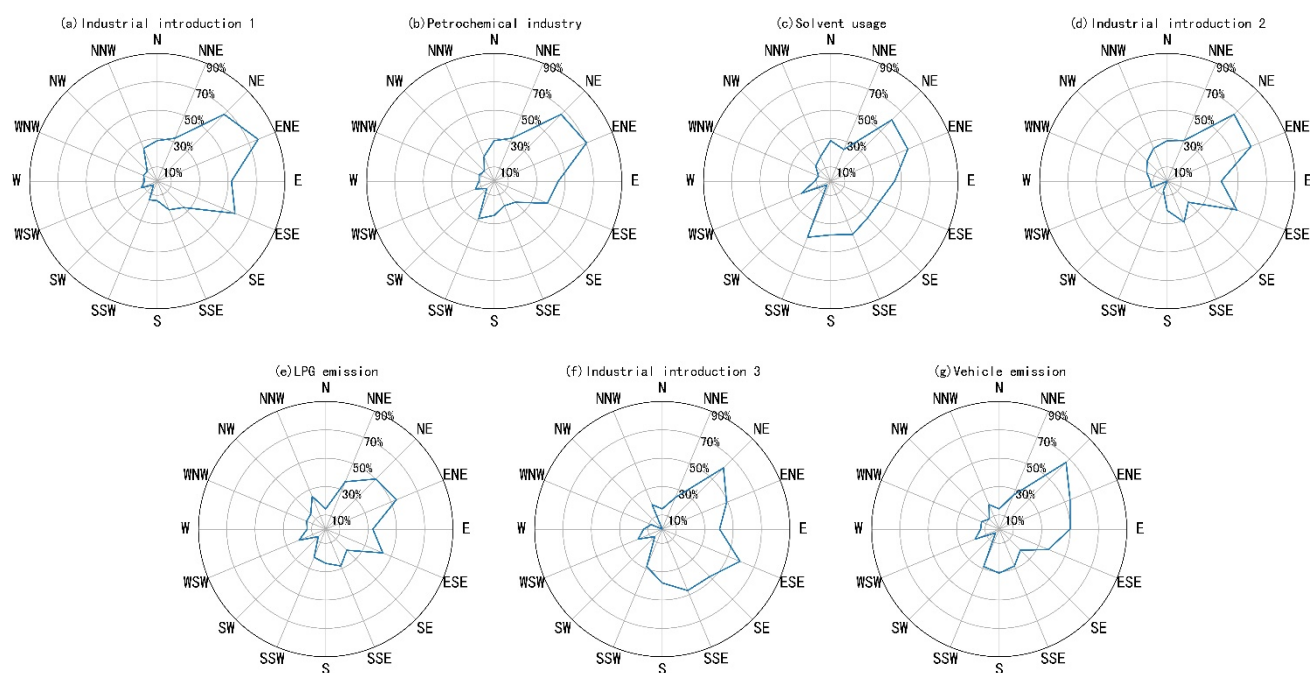 (a)Industrial introduction 1
N
NNE
NE
ENE
E
ESE
SE
SSE
S
SSW
SW
WSW
W
WNW
NW
NNW
10%
30%
50%
70%
90%
(b)Petrochemical industry
N
NNE
NE
ENE
E
ESE
SE
SSE
S
SSW
SW
WSW
W
WNW
NW
NNW
10%
30%
50%
70%
90%
(c)Solvent usage
N
NNE
NE
ENE
E
ESE
SE
SSE
S
SSW
SW
WSW
W
WNW
NW
NNW
10%
30%
50%
70%
90%
(d)Industrial introduction 2
N
NNE
NE
ENE
E
ESE
SE
SSE
S
SSW
SW
WSW
W
WNW
NW
NNW
10%
30%
50%
70%
90%
(e)LPG emission
N
NNE
NE
ENE
E
ESE
SE
SSE
S
SSW
SW
WSW
W
WNW
NW
NNW
10%
30%
50%
70%
90%
(f)Industrial introduction 3
N
NNE
NE
ENE
E
ESE
SE
SSE
S
SSW
SW
WSW
W
WNW
NW
NNW
10%
30%
50%
70%
90%
(g)Vehicle emission
N
NNE
NE
ENE
E
ESE
SE
SSE
S
SSW
SW
WSW
W
WNW
NW
NNW
10%
30%
50%
70%
90%